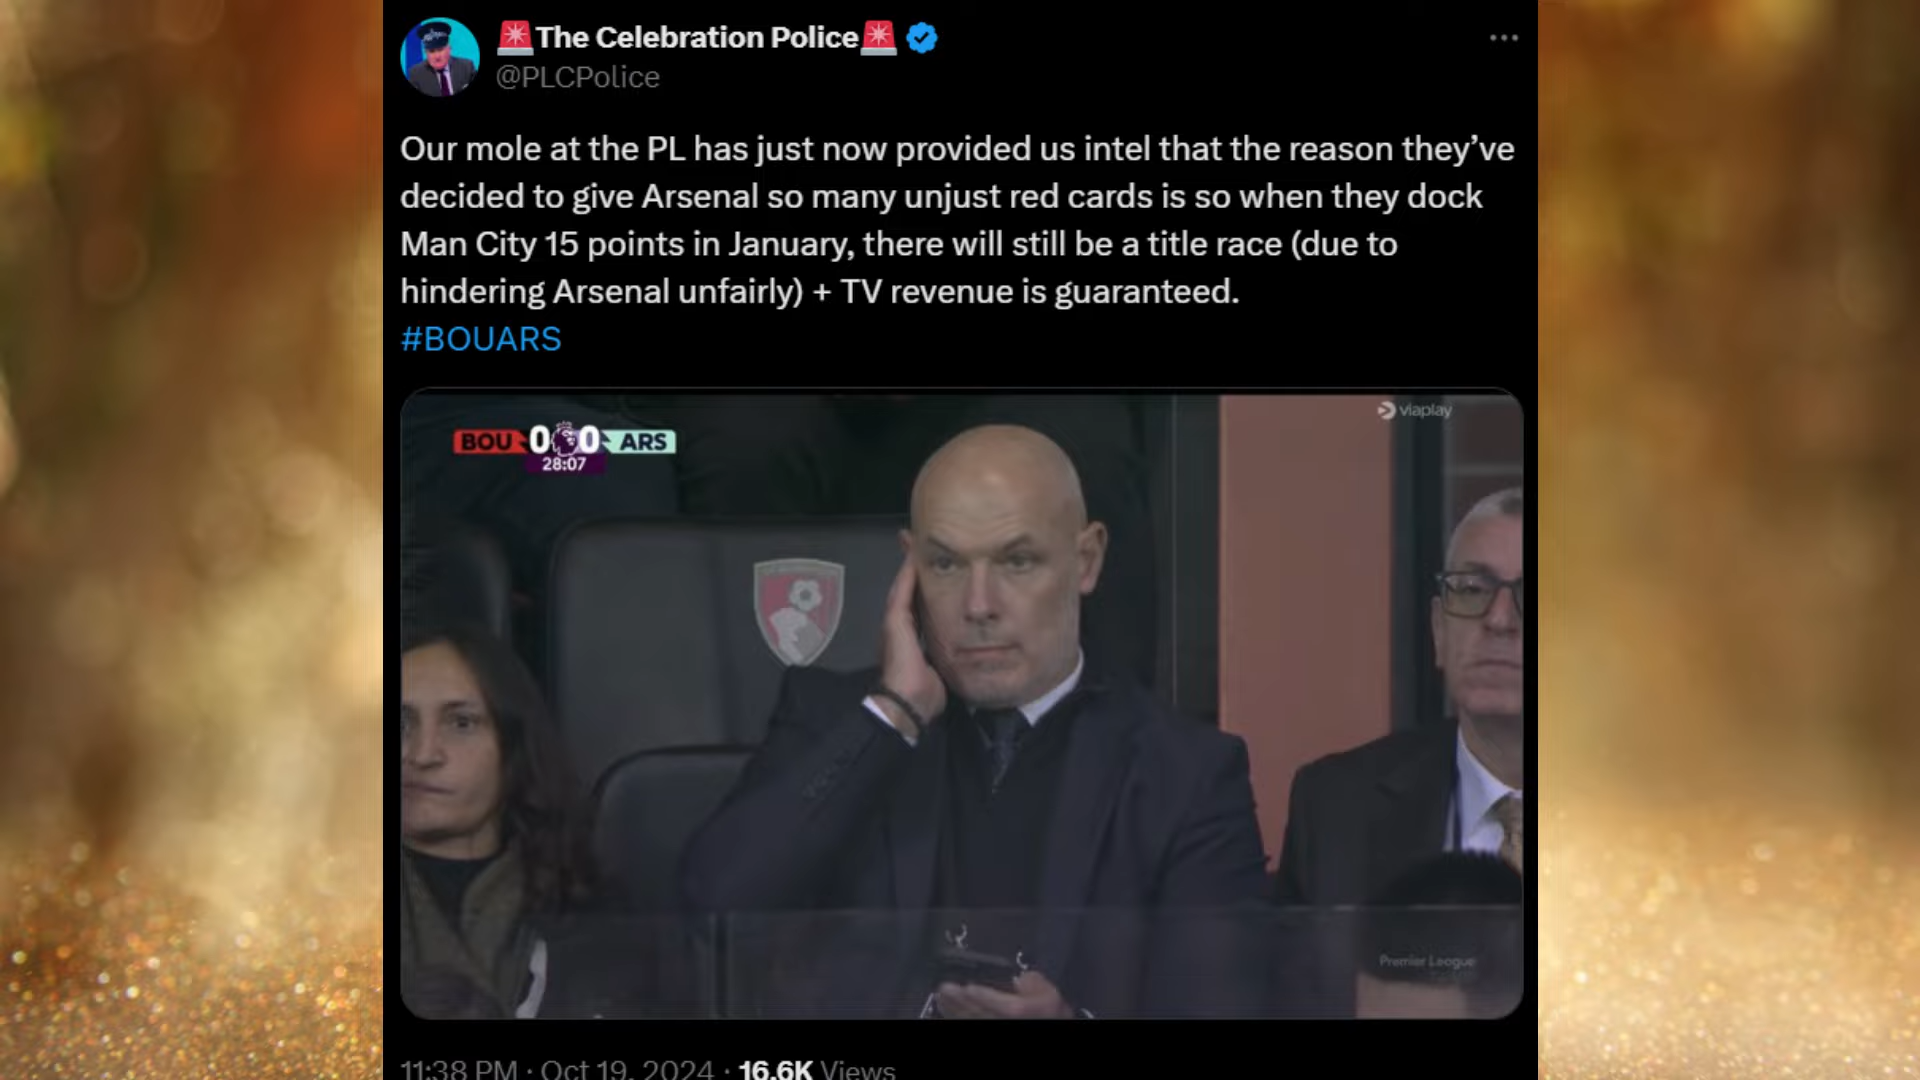 🚨The Celebration Police🚨
@PLCPolice
Our mole at the PL has just now provided us intel that the reason they’ve
decided to give Arsenal so many unjust red cards is so when they dock
Man City 15 points in January, there will still be a title race (due to
hindering Arsenal unfairly) + TV revenue is guaranteed.
#BOUARS
viaplay
BOU 0 0 ARS
28:07
Premier League
11:38 PM · Oct 19, 2024 · 16.6K Views